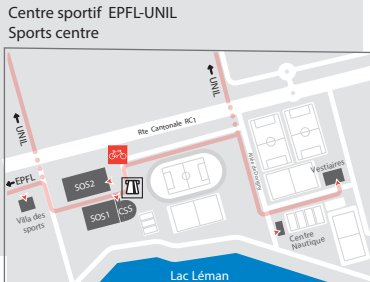 Centre sportif EPFL-UNIL
Sports centre
UNIL
UNIL
Rte Cantonale RC1
EPFL
SOS2
SOS1
CSS
Villa des
sports
Vestiaires
Centre
Nautique
Lac Léman